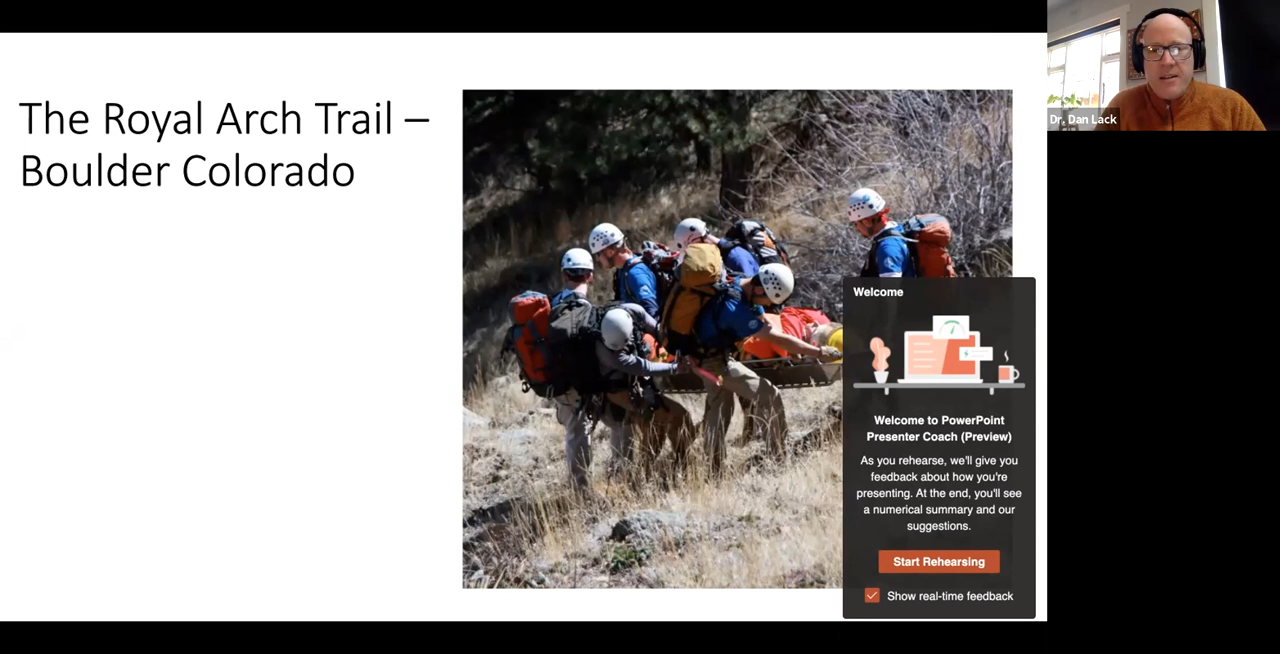 The Royal Arch Trail –
Boulder Colorado
Dr. Dan Lack
Welcome
Welcome to PowerPoint
Presenter Coach (Preview)
As you rehearse, we'll give you
feedback about how you're
presenting. At the end, you'll see
a numerical summary and our
suggestions.
Start Rehearsing
Show real-time feedback